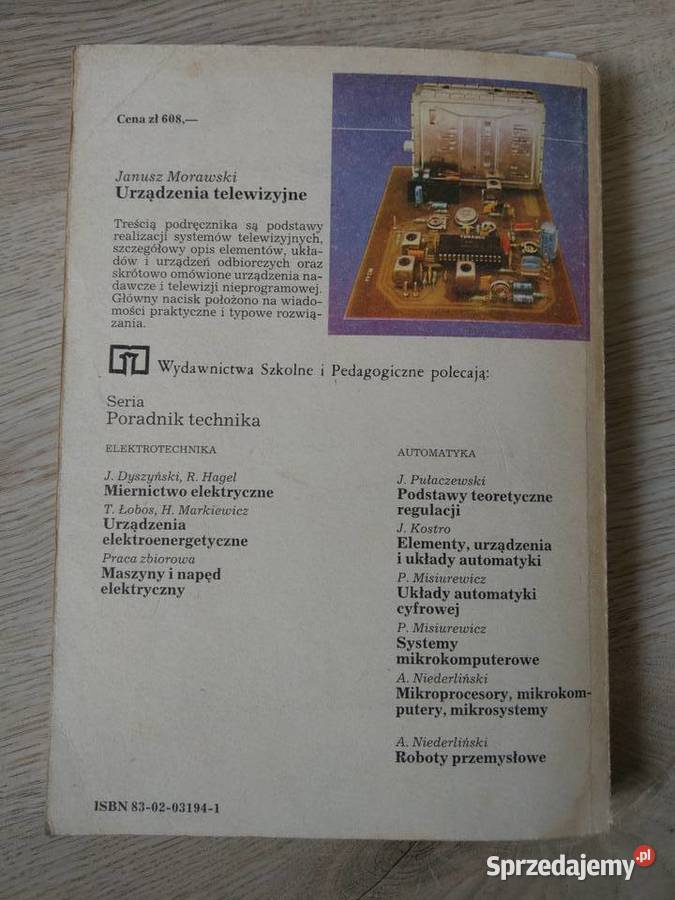 Cena zł 608,—
Janusz Morawski
Urządzenia telewizyjne
Treścią podręcznika są podstawy
realizacji systemów telewizyjnych,
szczegółowy opis elementów, ukła-
dów i urządzeń odbiorczych oraz
skrótowo omówione urządzenia na-
dawcze i telewizji nieprogramowej.
Główny nacisk położono na wiado-
mości praktyczne i typowe rozwią-
zania.
Wydawnictwa Szkolne i Pedagogiczne polecają:
Seria
Poradnik technika
ELEKTROTECHNIKA
J. Dyszyński, R. Hagel
Miernictwo elektryczne
T. Łobos, H. Markiewicz
Urządzenia
elektroenergetyczne
Praca zbiorowa
Maszyny i napęd
elektryczny
AUTOMATYKA
J. Pułaczewski
Podstawy teoretyczne
regulacji
J. Kostro
Elementy, urządzenia
i układy automatyki
P. Misiurewicz
Układy automatyki
cyfrowej
P. Misiurewicz
Systemy
mikrokomputerowe
A. Niederliński
Mikroprocesory, mikrokom-
putery, mikrosystemy
A. Niederliński
Roboty przemysłowe
ISBN 83-02-03194-1
Sprzedajemy.pl